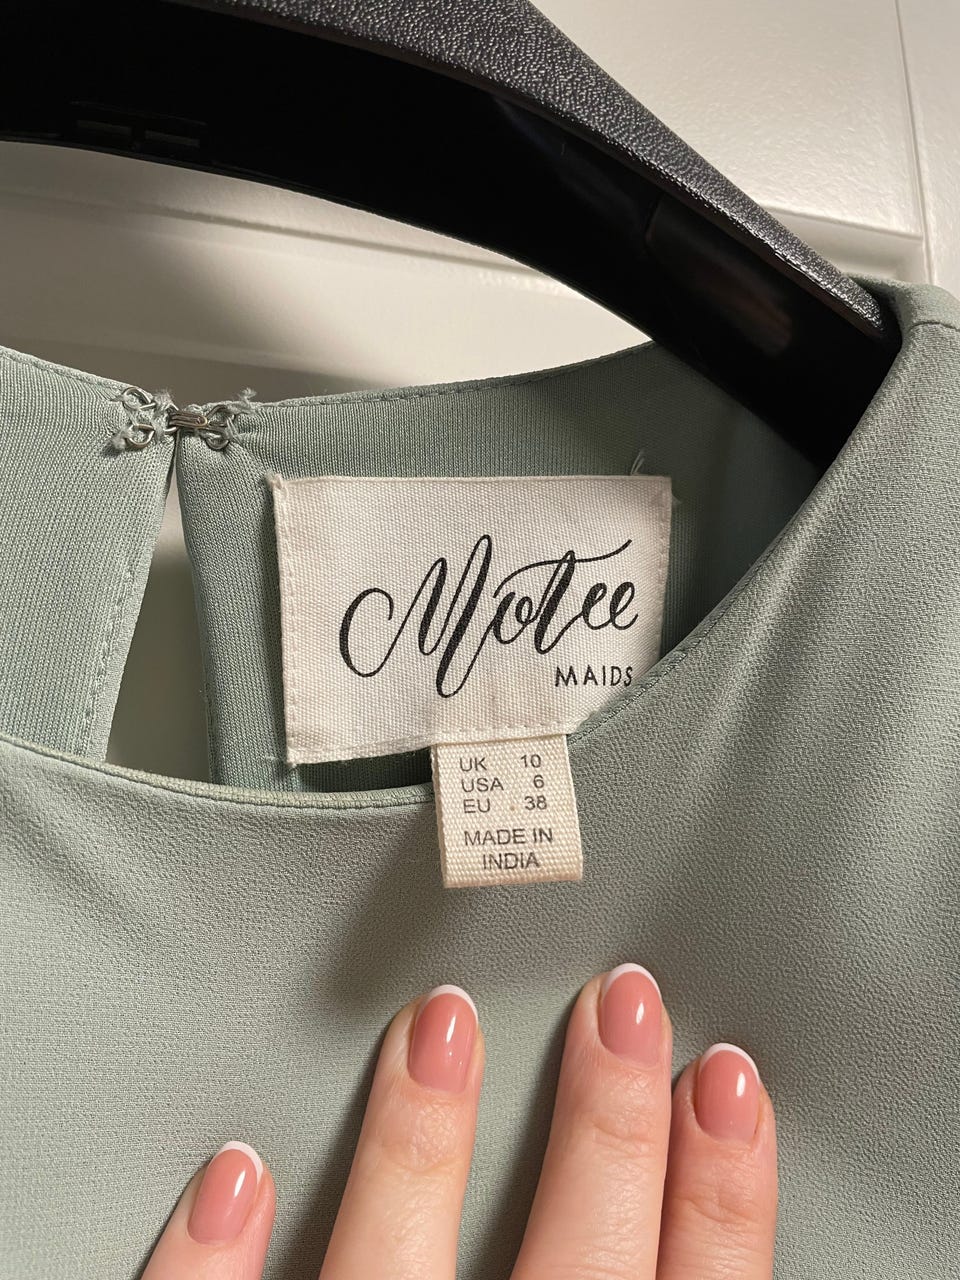 Motee
MAIDS
UK 10
USA 6
EU 38
MADE IN
INDIA